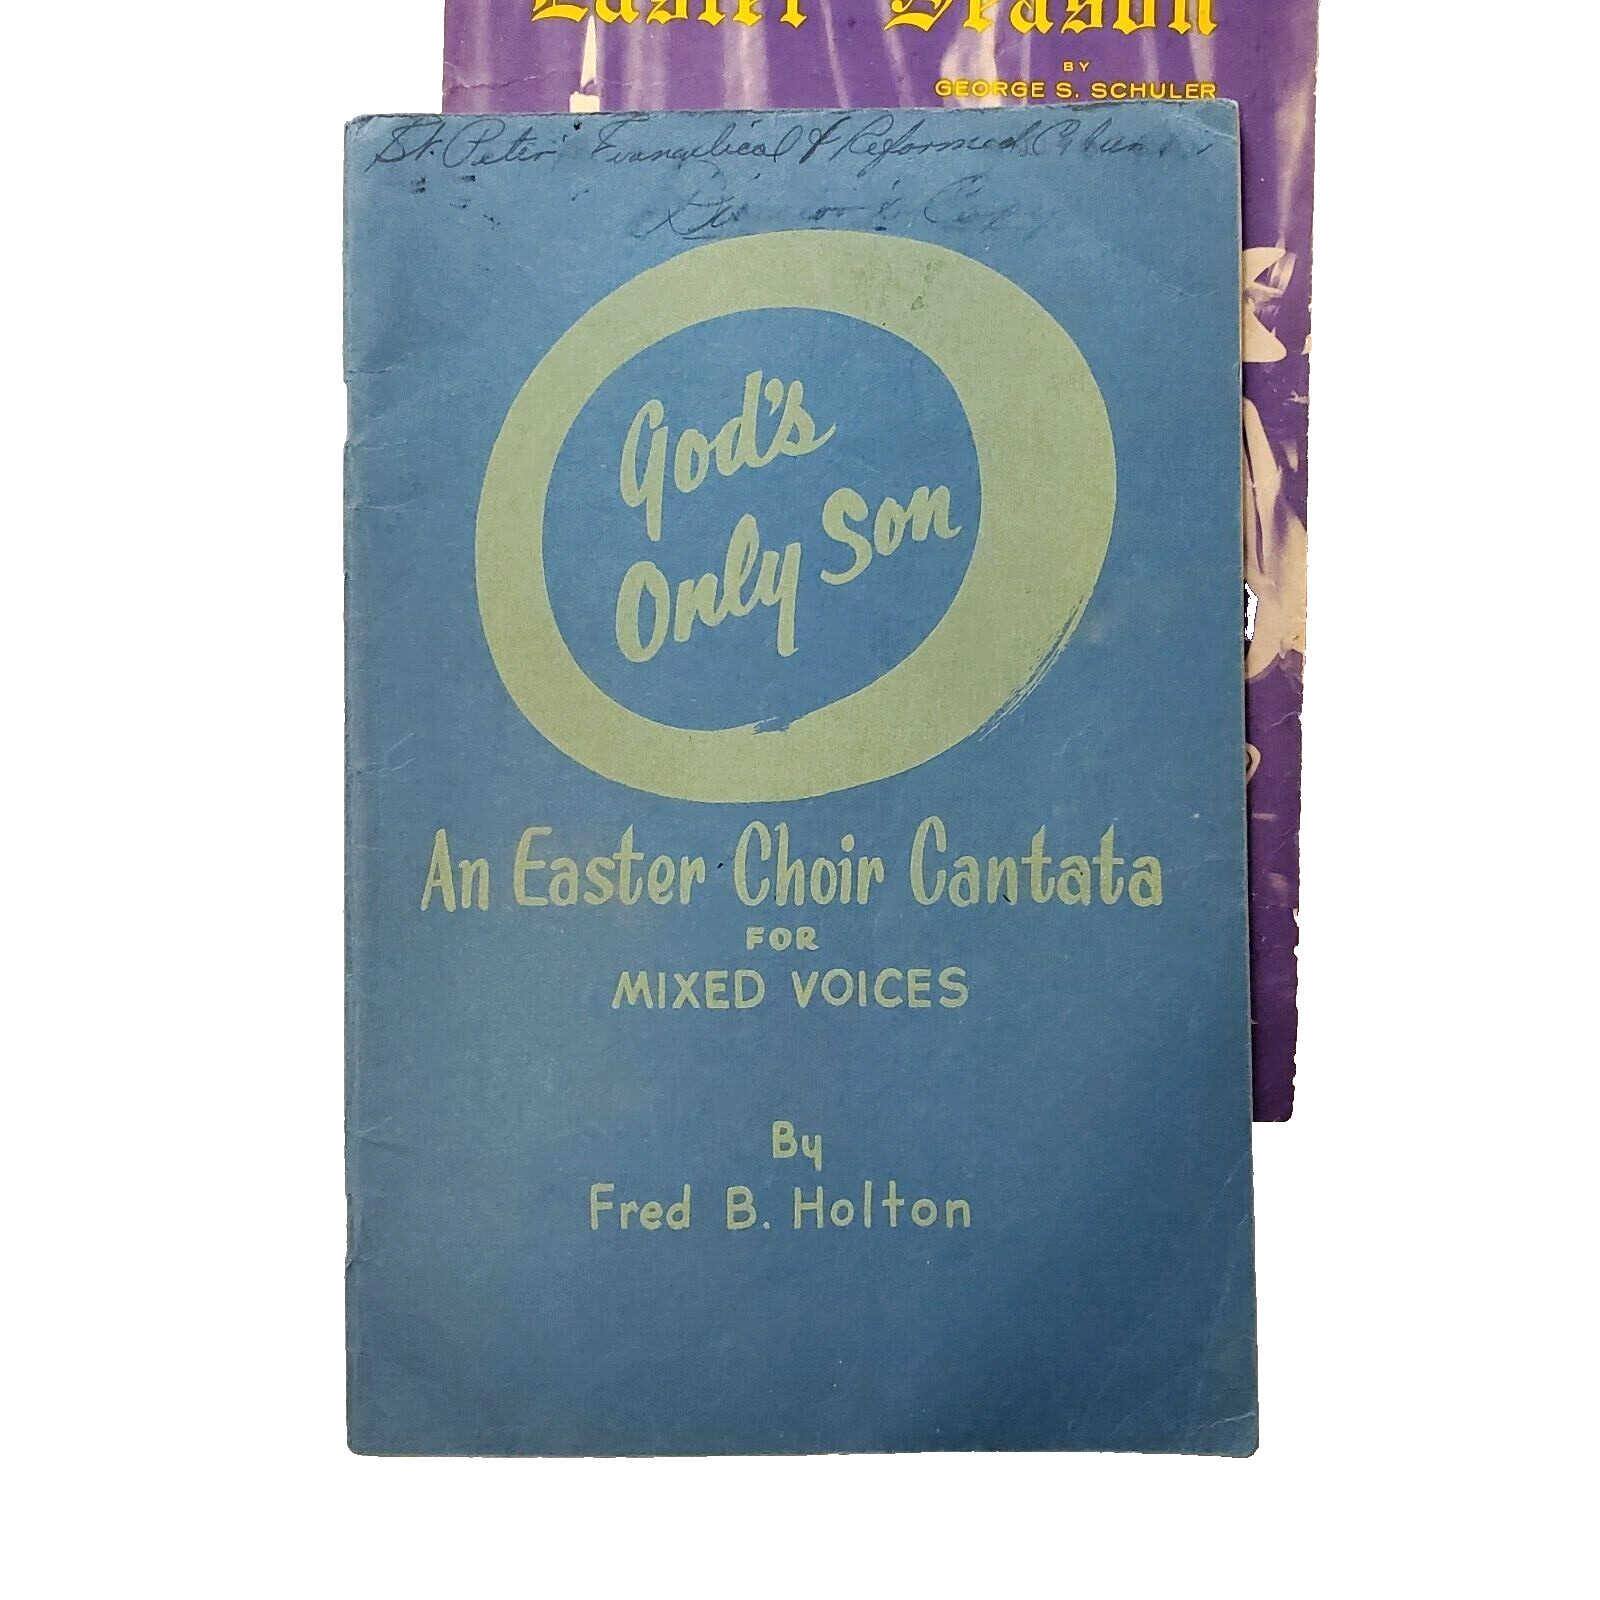 Easter Season
BY
GEORGE S. SCHULER
St. Peter Evangelical & Reformed
Copy
God's
Only Son
An Easter Choir Cantata
FOR
MIXED VOICES
By
Fred B. Holton